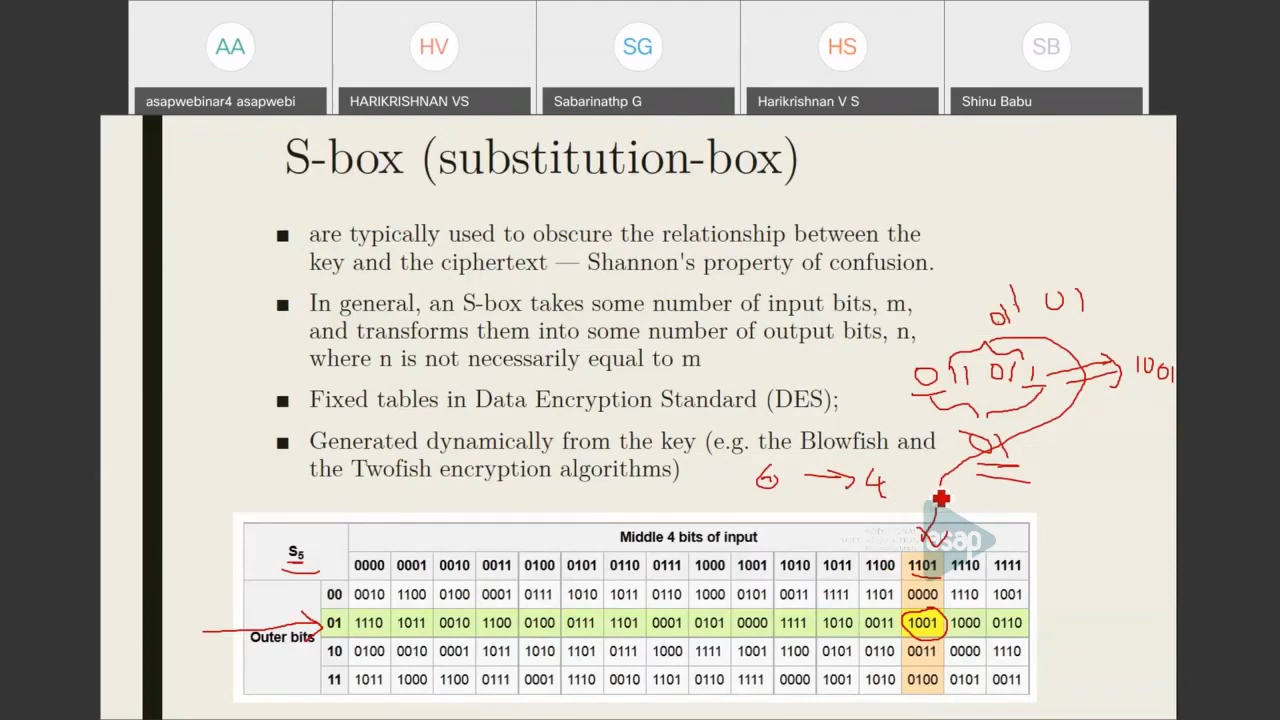 AA HV SG HS SB
asapwebinar4 asapwebi HARIKRISHNAN VS Sabarinathp G Harikrishnan V S Shinu Babu
S-box (substitution-box)
■ are typically used to obscure the relationship between the
key and the ciphertext — Shannon's property of confusion.
■ In general, an S-box takes some number of input bits, m,
and transforms them into some number of output bits, n,
where n is not necessarily equal to m
■ Fixed tables in Data Encryption Standard (DES);
■ Generated dynamically from the key (e.g. the Blowfish and
the Twofish encryption algorithms)
01 01
011 011 1001
01
6 → 4
asap
S5 Middle 4 bits of input
0000 0001 0010 0011 0100 0101 0110 0111 1000 1001 1010 1011 1100 1101 1110 1111
Outer bits
00 0010 1100 0100 0001 0111 1010 1011 0110 1000 0101 0011 1111 1101 0000 1110 1001
01 1110 1011 0010 1100 0100 0111 1101 0001 0101 0000 1111 1010 0011 1001 1000 0110
10 0100 0010 0001 1011 1010 1101 0111 1000 1111 1001 1100 0101 0110 0011 0000 1110
11 1011 1000 1100 0111 0001 1110 0010 1101 0110 1111 0000 1001 1010 0100 0101 0011